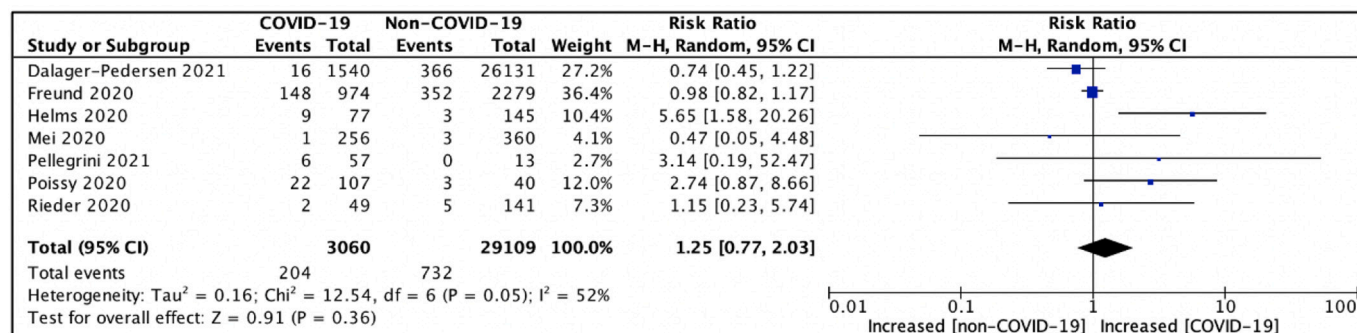 COVID-19 Non-COVID-19 Risk Ratio Risk Ratio
Study or Subgroup Events Total Events Total Weight M-H, Random, 95% CI M-H, Random, 95% CI
Dalager-Pedersen 2021 16 1540 366 26131 27.2% 0.74 [0.45, 1.22]
Freund 2020 148 974 352 2279 36.4% 0.98 [0.82, 1.17]
Helms 2020 9 77 3 145 10.4% 5.65 [1.58, 20.26]
Mei 2020 1 256 3 360 4.1% 0.47 [0.05, 4.48]
Pellegrini 2021 6 57 0 13 2.7% 3.14 [0.19, 52.47]
Poissy 2020 22 107 3 40 12.0% 2.74 [0.87, 8.66]
Rieder 2020 2 49 5 141 7.3% 1.15 [0.23, 5.74]
Total (95% CI) 3060 29109 100.0% 1.25 [0.77, 2.03]
Total events 204 732
Heterogeneity: Tau² = 0.16; Chi² = 12.54, df = 6 (P = 0.05); I² = 52%
Test for overall effect: Z = 0.91 (P = 0.36)
0.01 0.1 1 10 100
Increased [non-COVID-19] Increased [COVID-19]